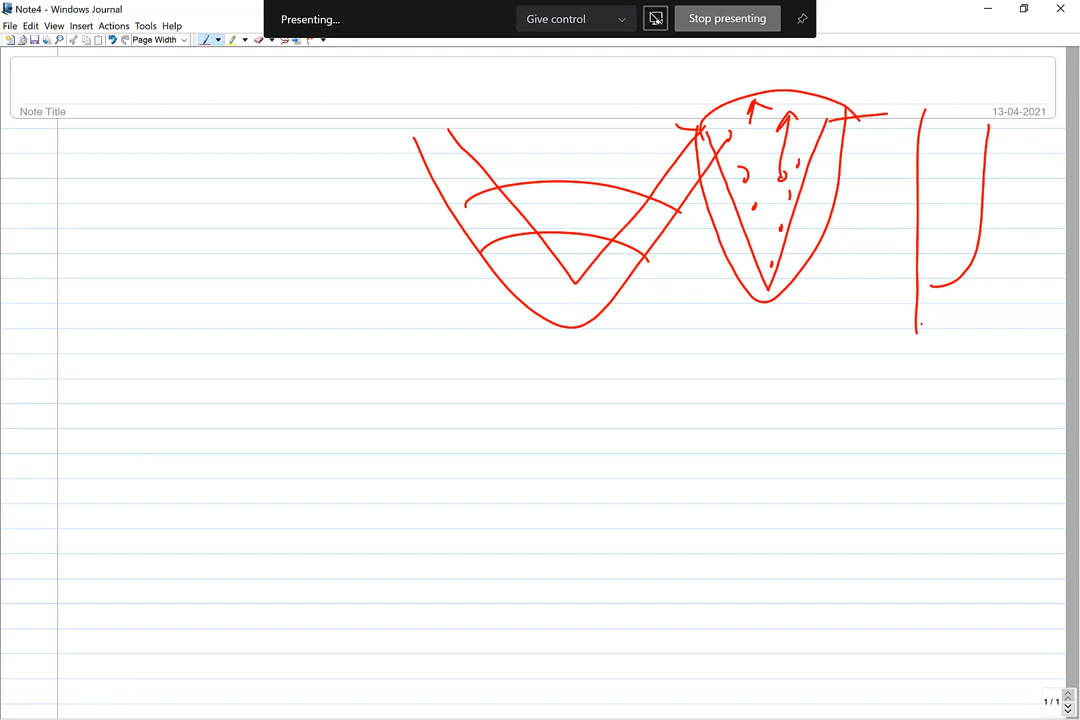 Note4 - Windows Journal
Presenting...
Give control
Stop presenting
File Edit View Insert Actions Tools Help
Page Width
Note Title
13-04-2021
1 / 1